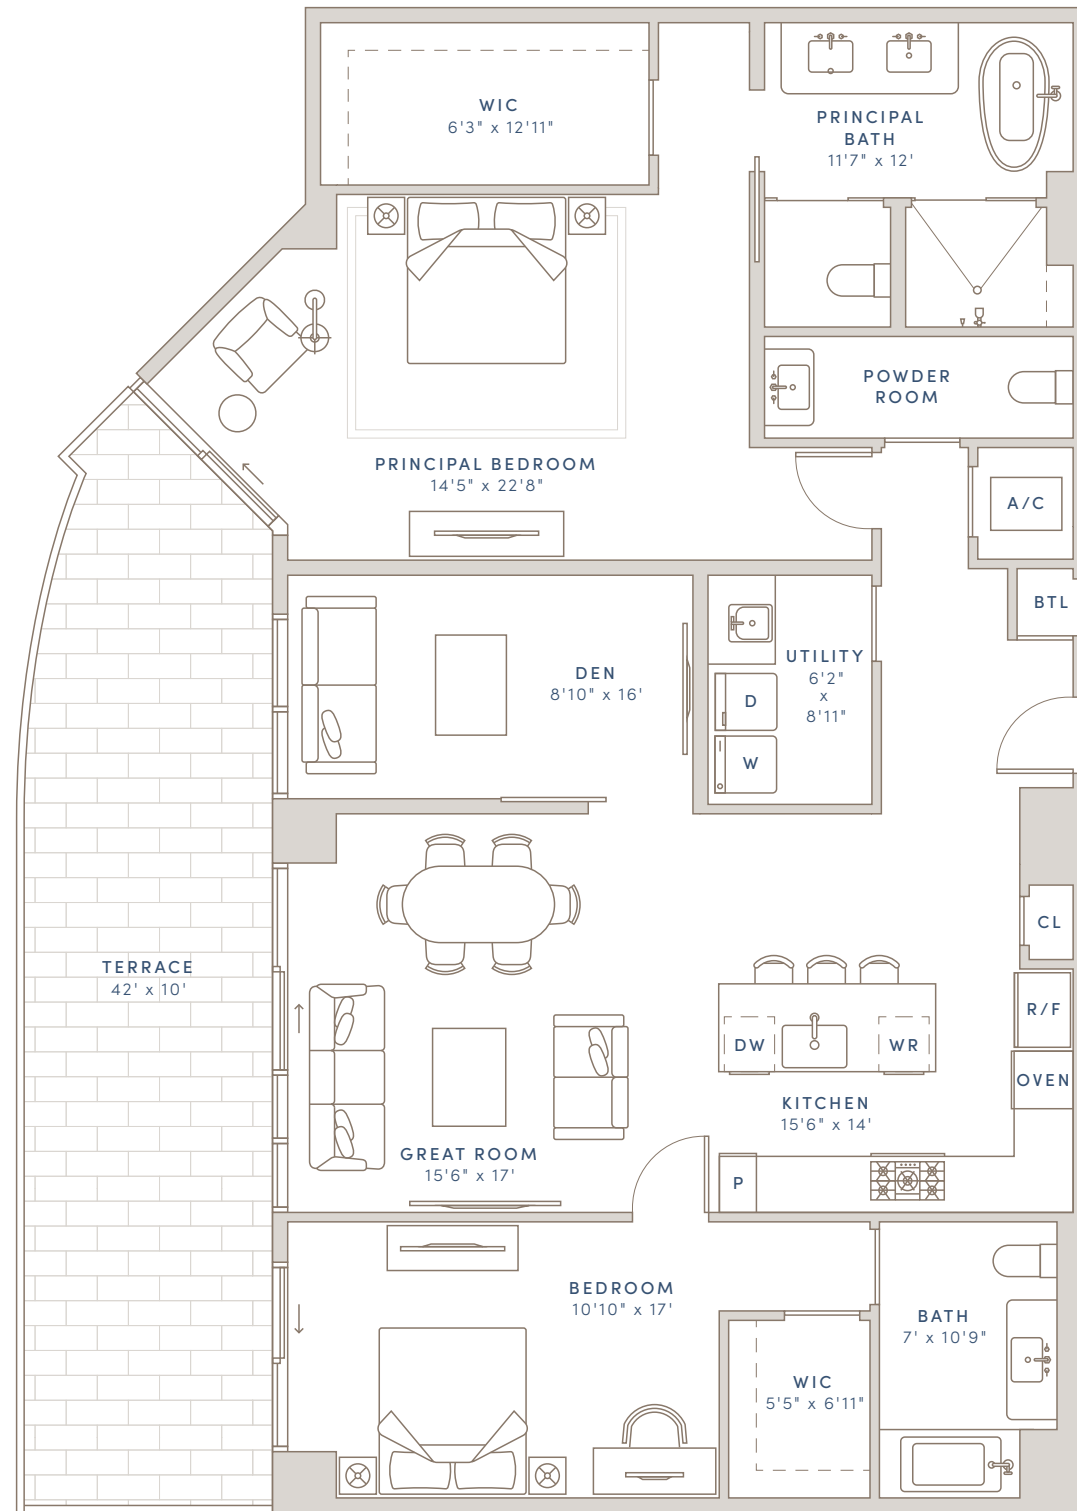 WIC
6'3" x 12'11"
PRINCIPAL
BATH
11'7" x 12'
POWDER
ROOM
PRINCIPAL BEDROOM
14'5" x 22'8"
A/C
BTL
DEN
8'10" x 16'
UTILITY
6'2"
x
8'11"
D
W
CL
TERRACE
42' x 10'
R/F
DW
WR
OVEN
KITCHEN
15'6" x 14'
GREAT ROOM
15'6" x 17'
P
BEDROOM
10'10" x 17'
BATH
7' x 10'9"
WIC
5'5" x 6'11"